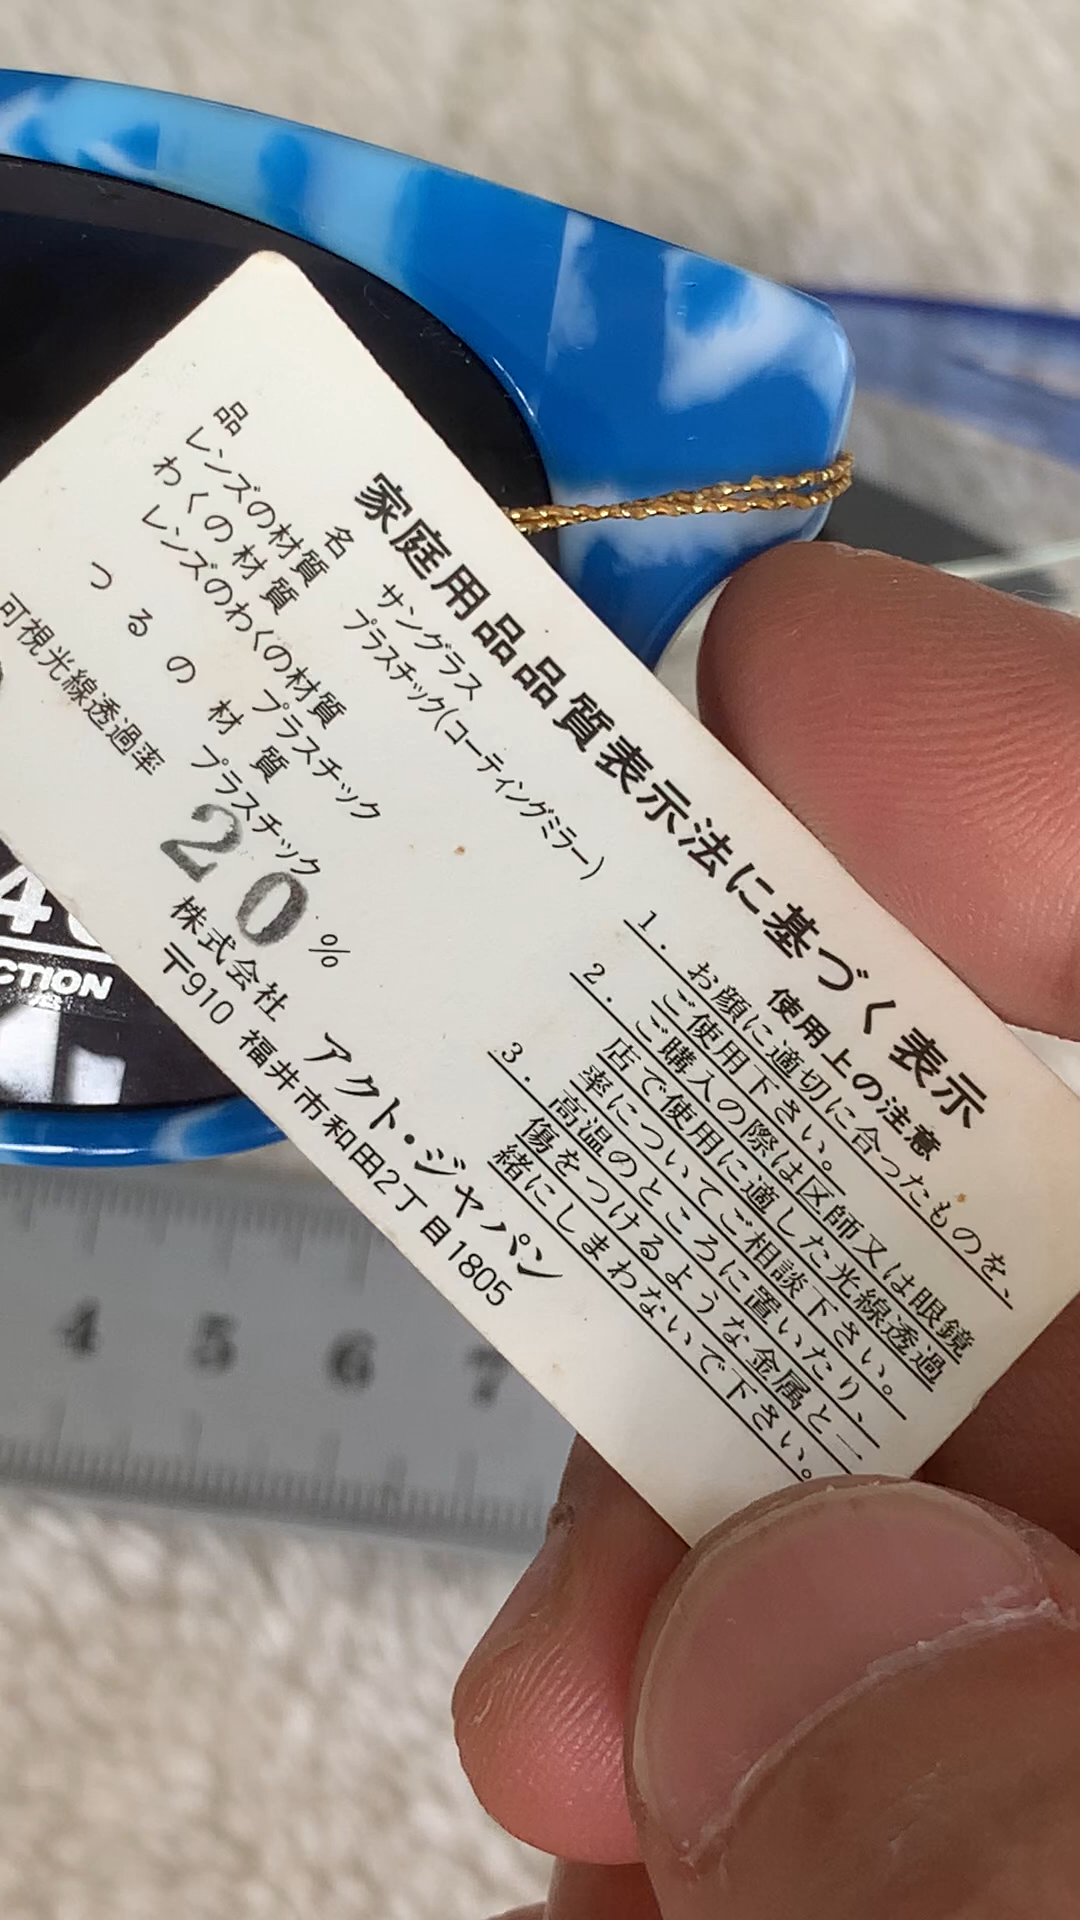 家庭用品品質表示法に基づく表示
品名 サングラス
レンズの材質 プラスチック(コーティングミラー)
わくの材質
レンズのわくの材質 プラスチック
つるの材質 プラスチック
可視光線透過率 20%
株式会社 アクト・ジャパン
〒910 福井市和田2丁目1805
使用上の注意
1. お顔に適切に合ったものを、
ご使用下さい。
2. ご購入の際は医師又は眼鏡
店で使用に適した光線透過
率についてご相談下さい。
3. 高温のところに置いたり、
傷をつけるような金属と一
緒にしまわないで下さい。
CTION
4 5 6 7